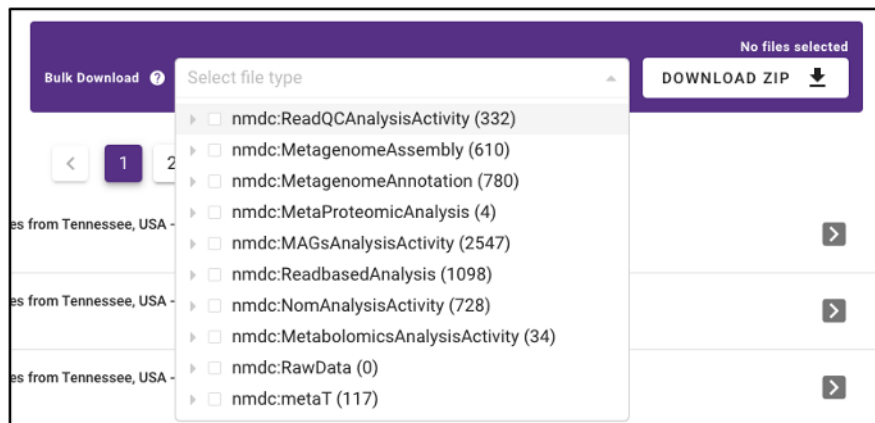 No files selected
Bulk Download ?
Select file type
DOWNLOAD ZIP
nmdc:ReadQCAnalysisActivity (332)
nmdc:MetagenomeAssembly (610)
nmdc:MetagenomeAnnotation (780)
nmdc:MetaProteomicAnalysis (4)
nmdc:MAGsAnalysisActivity (2547)
nmdc:ReadbasedAnalysis (1098)
nmdc:NomAnalysisActivity (728)
nmdc:MetabolomicsAnalysisActivity (34)
nmdc:RawData (0)
nmdc:metaT (117)
1 2
es from Tennessee, USA -
es from Tennessee, USA -
es from Tennessee, USA -